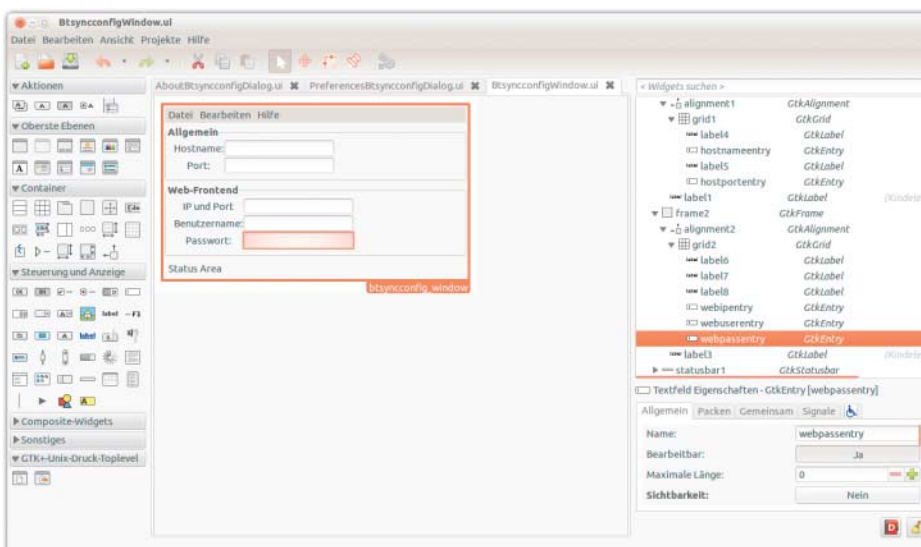 BtsyncconfigWindow.ui
Datei Bearbeiten Ansicht Projekte Hilfe
Aktionen
Oberste Ebenen
Container
Steuerung und Anzeige
Composite-Widgets
Sonstiges
GTK+-Unix-Druck-Toplevel
AboutBtsyncconfigDialog.ui
PreferencesBtsyncconfigDialog.ui
BtsyncconfigWindow.ui
Datei Bearbeiten Hilfe
Allgemein
Hostname:
Port:
Web-Frontend
IP und Port
Benutzername:
Passwort:
Status Area
btsyncconfig_window
< Widgets suchen >
alignment1 GtkAlignment
grid1 GtkGrid
label4 GtkLabel
hostnameentry GtkEntry
label5 GtkLabel
hostportentry GtkEntry
label1 GtkLabel
frame2 GtkFrame
alignment2 GtkAlignment
grid2 GtkGrid
label6 GtkLabel
label7 GtkLabel
label8 GtkLabel
webipentry GtkEntry
webuserentry GtkEntry
webpassentry GtkEntry
label3 GtkLabel
statusbar1 GtkStatusbar
Textfeld Eigenschaften - GtkEntry [webpassentry]
Allgemein Packen Gemeinsam Signale
Name: webpassentry
Bearbeitbar: Ja
Maximale Länge: 0
Sichtbarkeit: Nein